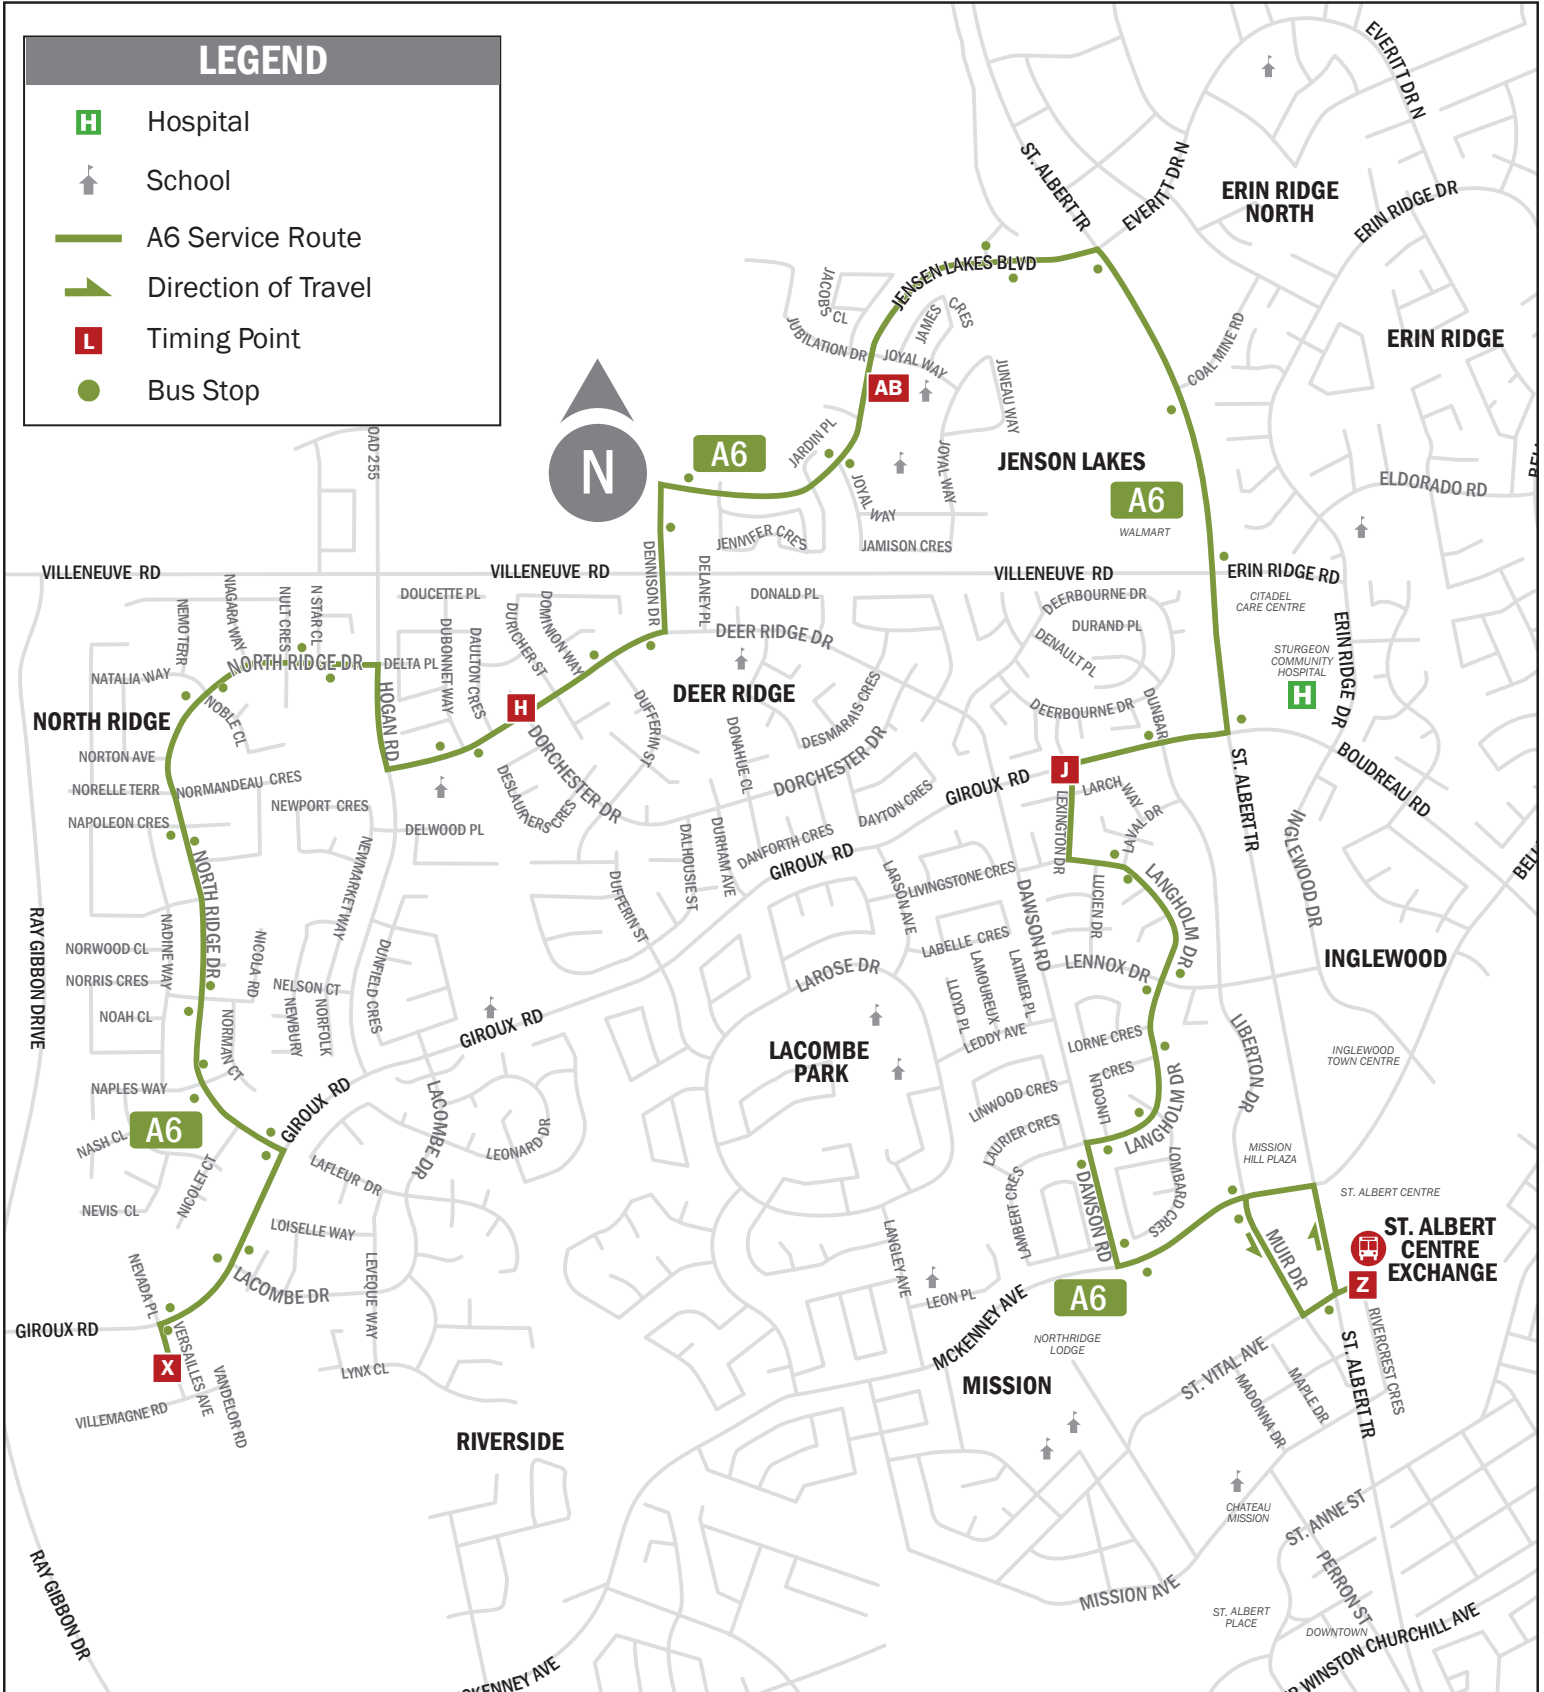 LEGEND
H
Hospital
School
A6 Service Route
Direction of Travel
L
Timing Point
Bus Stop
EVERITT DR N
ST. ALBERT TR
EVERITT DR N
ERIN RIDGE
NORTH
ERIN RIDGE DR
JENSEN LAKES BLVD
JACOBS CL
JAMES
CRES
JUBILATION DR
JOYAL WAY
COAL MINE RD
ERIN RIDGE
AB
JUNEAU WAY
N
A6
JARDIN PL
JENSON LAKES
OAD 255
JOYAL WAY
JOYAL WAY
ELDORADO RD
A6
WALMART
JENNIFER CRES
JAMISON CRES
DENNISON DR
DELANEY PL
VILLENEUVE RD
VILLENEUVE RD
VILLENEUVE RD
ERIN RIDGE RD
NEMO TERR
NIAGARA WAY
NULT CRES
N STAR CL
DOUCETTE PL
DURICHER ST
DOMINION WAY
DONALD PL
DEERBOURNE DR
CITADEL
CARE CENTRE
DUBONNET WAY
DAULTON CRES
DEER RIDGE DR
DURAND PL
DENAULT PL
ERIN RIDGE DR
NATALIA WAY
NORTH RIDGE DR
DELTA PL
STURGEON
COMMUNITY
HOSPITAL
H
NOBLE CL
HOGAN RD
H
DEER RIDGE
DUFFERIN ST
DESMARAIS CRES
DEERBOURNE DR
DUNBAR
NORTH RIDGE
DONAHUE CL
DORCHESTER DR
NORTON AVE
DORCHESTER DR
J
ST. ALBERT TR
BOUDREAU RD
NORELLE TERR
NORMANDEAU CRES
DESLAURIERS CRES
GIROUX RD
LARCH
WAY
NEWPORT CRES
DAYTON CRES
LEXINGTON DR
LAVAL DR
NAPOLEON CRES
DELWOOD PL
DALHOUSIE ST
DURHAM AVE
DANFORTH CRES
GIROUX RD
INGLEWOOD DR
NEWMARKET WAY
NORTH RIDGE DR
DUFFERIN ST
LARSON AVE
LIVINGSTONE CRES
DAWSON RD
LUCIEN DR
LANGHOLM DR
RAY GIBBON DRIVE
NADINE WAY
NICOLA RD
DUNFIELD CRES
LABELLE CRES
NORWOOD CL
LAMOUREUX
LATIMER PL
INGLEWOOD
NORRIS CRES
NELSON CT
LAROSE DR
LENNOX DR
LLOYD PL
NOAH CL
NORMAN CT
NEWBURY
NORFOLK
GIROUX RD
LEDDY AVE
LORNE CRES
LIBERTON DR
LACOMBE
PARK
INGLEWOOD
TOWN CENTRE
NAPLES WAY
GIROUX RD
LACOMBE DR
LINWOOD CRES
LINCOLN
CRES
LANGHOLM DR
NASH CL
A6
LEONARD DR
LAURIER CRES
NICOLET CT
LAFLEUR DR
LAMBERT CRES
LOMBARD CRES
MISSION
HILL PLAZA
DAWSON RD
ST. ALBERT CENTRE
NEVIS CL
LOISELLE WAY
LANGLEY AVE
MUIR DR
ST. ALBERT
CENTRE
EXCHANGE
NEVADA PL
LACOMBE DR
LEVEQUE WAY
LEON PL
A6
Z
GIROUX RD
VERSAILLES AVE
MCKENNEY AVE
NORTHRIDGE
LODGE
RIVERCREST CRES
X
VANDELOR RD
LYNX CL
MISSION
ST. VITAL AVE
MADONNA DR
MAPLE DR
ST. ALBERT TR
VILLEMAGNE RD
RIVERSIDE
CHATEAU
MISSION
ST. ANNE ST
RAY GIBBON DR
MISSION AVE
PERRON ST
ST. ALBERT
PLACE
DOWNTOWN
CKENNEY AVE
R WINSTON CHURCHILL AVE